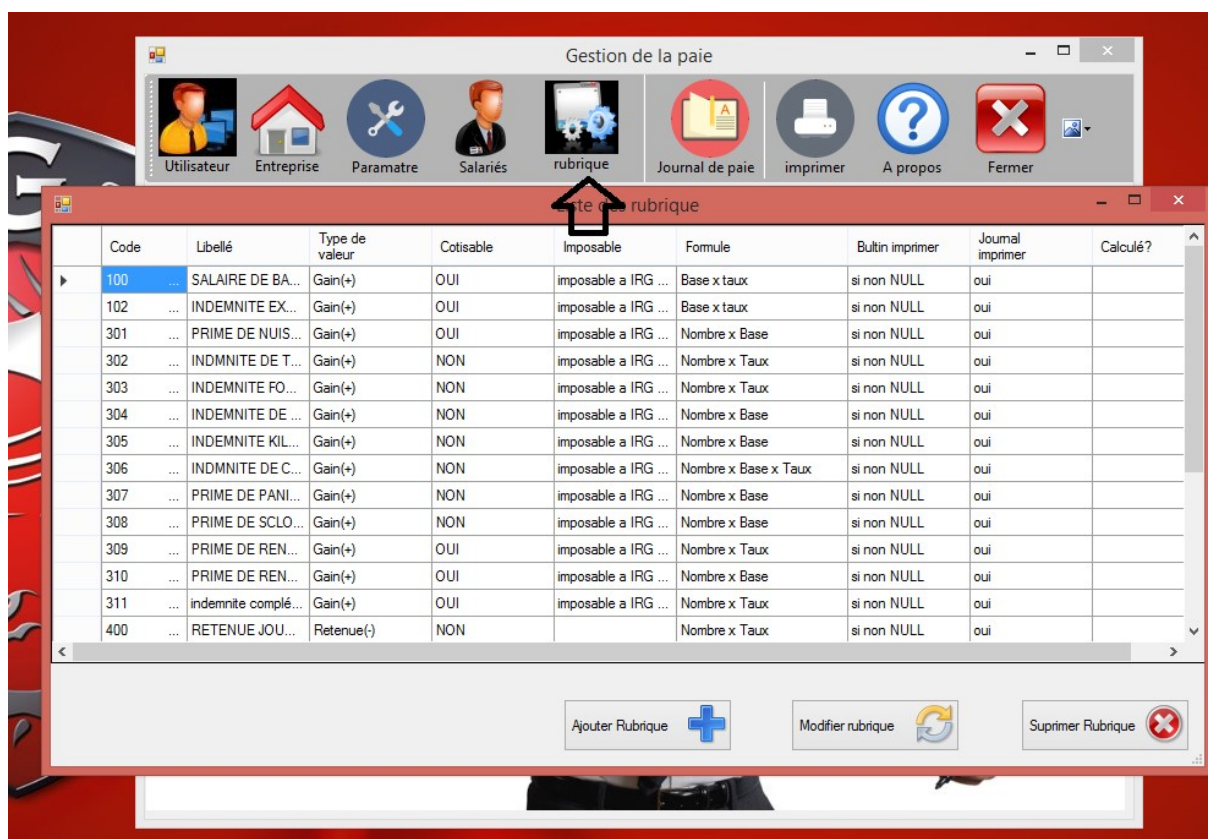 Gestion de la paie
Utilisateur Entreprise Paramatre Salariés rubrique Journal de paie imprimer A propos Fermer
rubrique
Code Libellé Type de valeur Cotisable Imposable Formule Bultin imprimer Journal imprimer Calculé?
100 ... SALAIRE DE BA... Gain(+) OUI imposable a IRG ... Base x taux si non NULL oui
102 ... INDEMNITE EX... Gain(+) OUI imposable a IRG ... Base x taux si non NULL oui
301 ... PRIME DE NUIS... Gain(+) OUI imposable a IRG ... Nombre x Base si non NULL oui
302 ... INDMNITE DE T... Gain(+) NON imposable a IRG ... Nombre x Taux si non NULL oui
303 ... INDEMNITE FO... Gain(+) NON imposable a IRG ... Nombre x Taux si non NULL oui
304 ... INDEMNITE DE ... Gain(+) NON imposable a IRG ... Nombre x Base si non NULL oui
305 ... INDEMNITE KIL... Gain(+) NON imposable a IRG ... Nombre x Base si non NULL oui
306 ... INDMNITE DE C... Gain(+) NON imposable a IRG ... Nombre x Base x Taux si non NULL oui
307 ... PRIME DE PANI... Gain(+) NON imposable a IRG ... Nombre x Base si non NULL oui
308 ... PRIME DE SCLO... Gain(+) NON imposable a IRG ... Nombre x Base si non NULL oui
309 ... PRIME DE REN... Gain(+) OUI imposable a IRG ... Nombre x Taux si non NULL oui
310 ... PRIME DE REN... Gain(+) OUI imposable a IRG ... Nombre x Base si non NULL oui
311 ... indemnite complé... Gain(+) OUI imposable a IRG ... Nombre x Taux si non NULL oui
400 ... RETENUE JOU... Retenue(-) NON Nombre x Taux si non NULL oui
Ajouter Rubrique Modifier rubrique Suprimer Rubrique